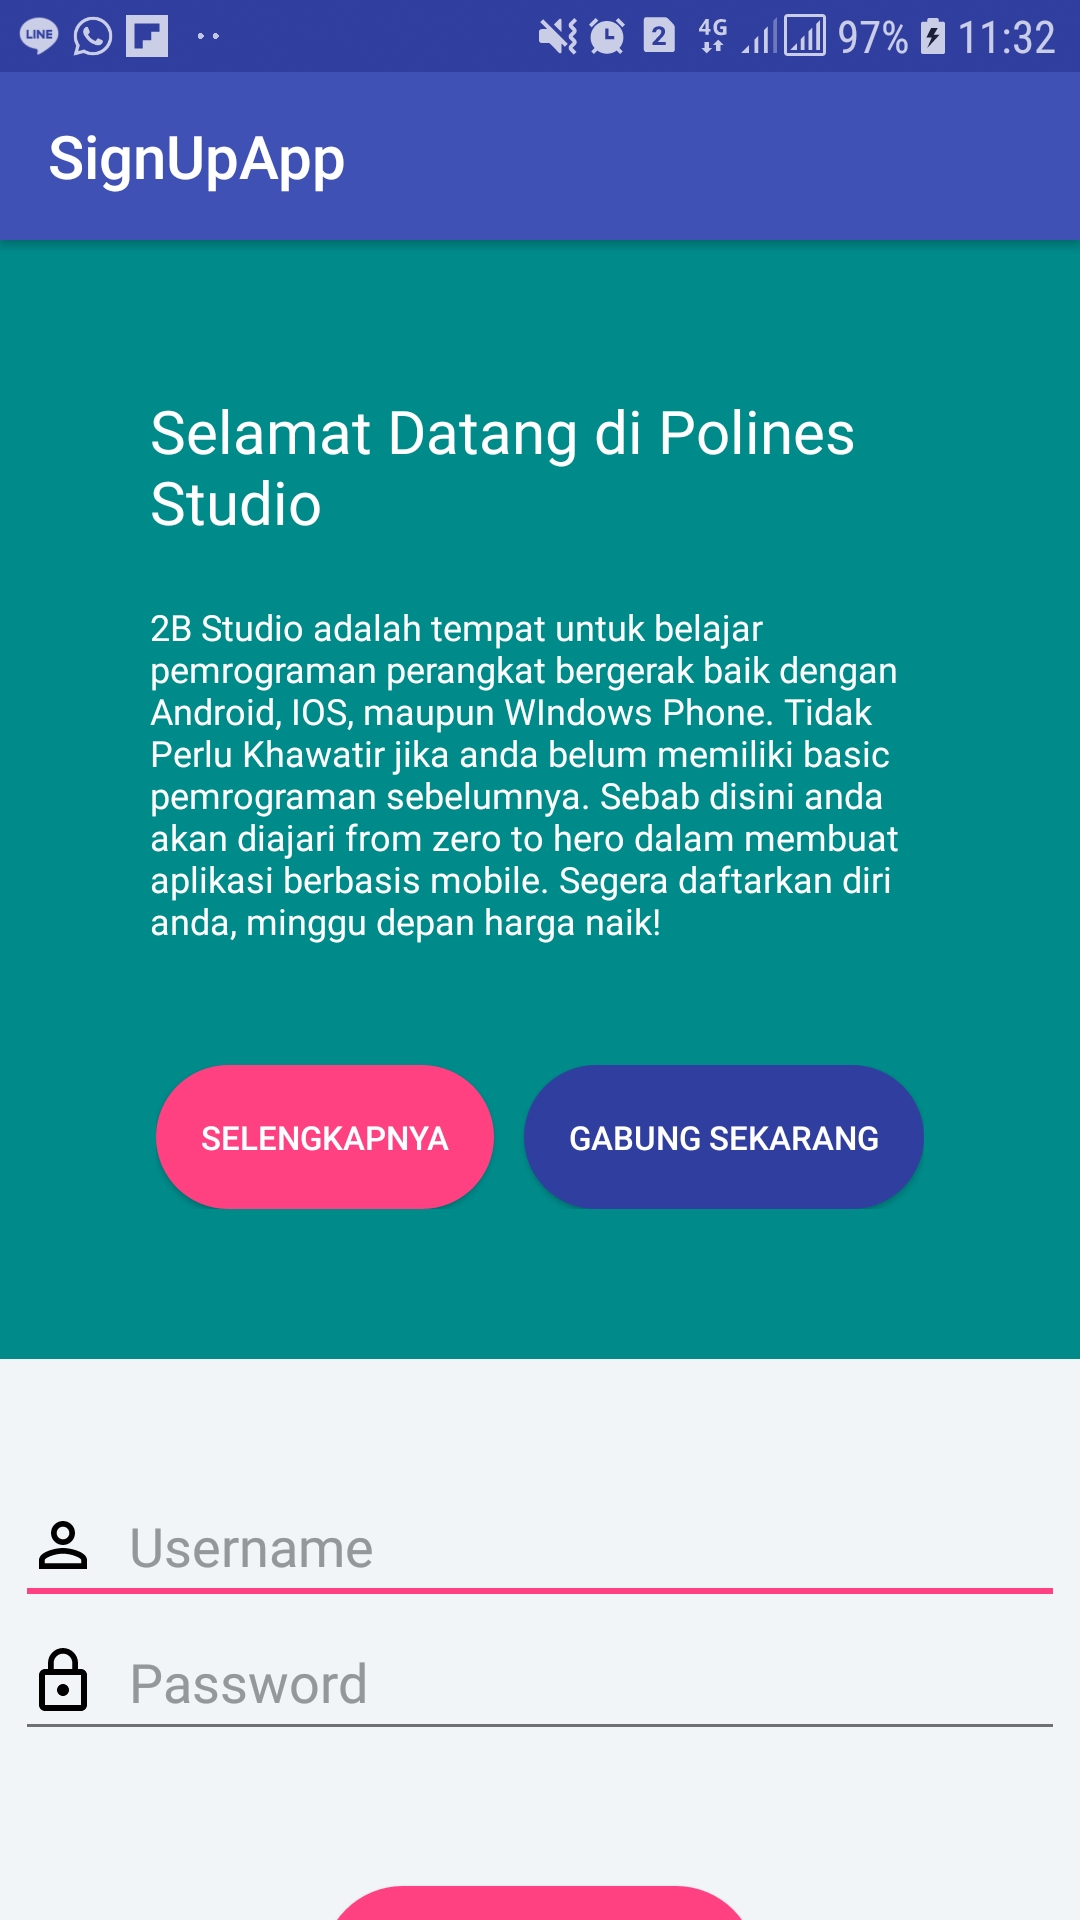 LINE 2 4G 97% 11:32
SignUpApp
Selamat Datang di Polines
Studio
2B Studio adalah tempat untuk belajar
pemrograman perangkat bergerak baik dengan
Android, IOS, maupun WIndows Phone. Tidak
Perlu Khawatir jika anda belum memiliki basic
pemrograman sebelumnya. Sebab disini anda
akan diajari from zero to hero dalam membuat
aplikasi berbasis mobile. Segera daftarkan diri
anda, minggu depan harga naik!
SELENGKAPNYA GABUNG SEKARANG
Username
Password